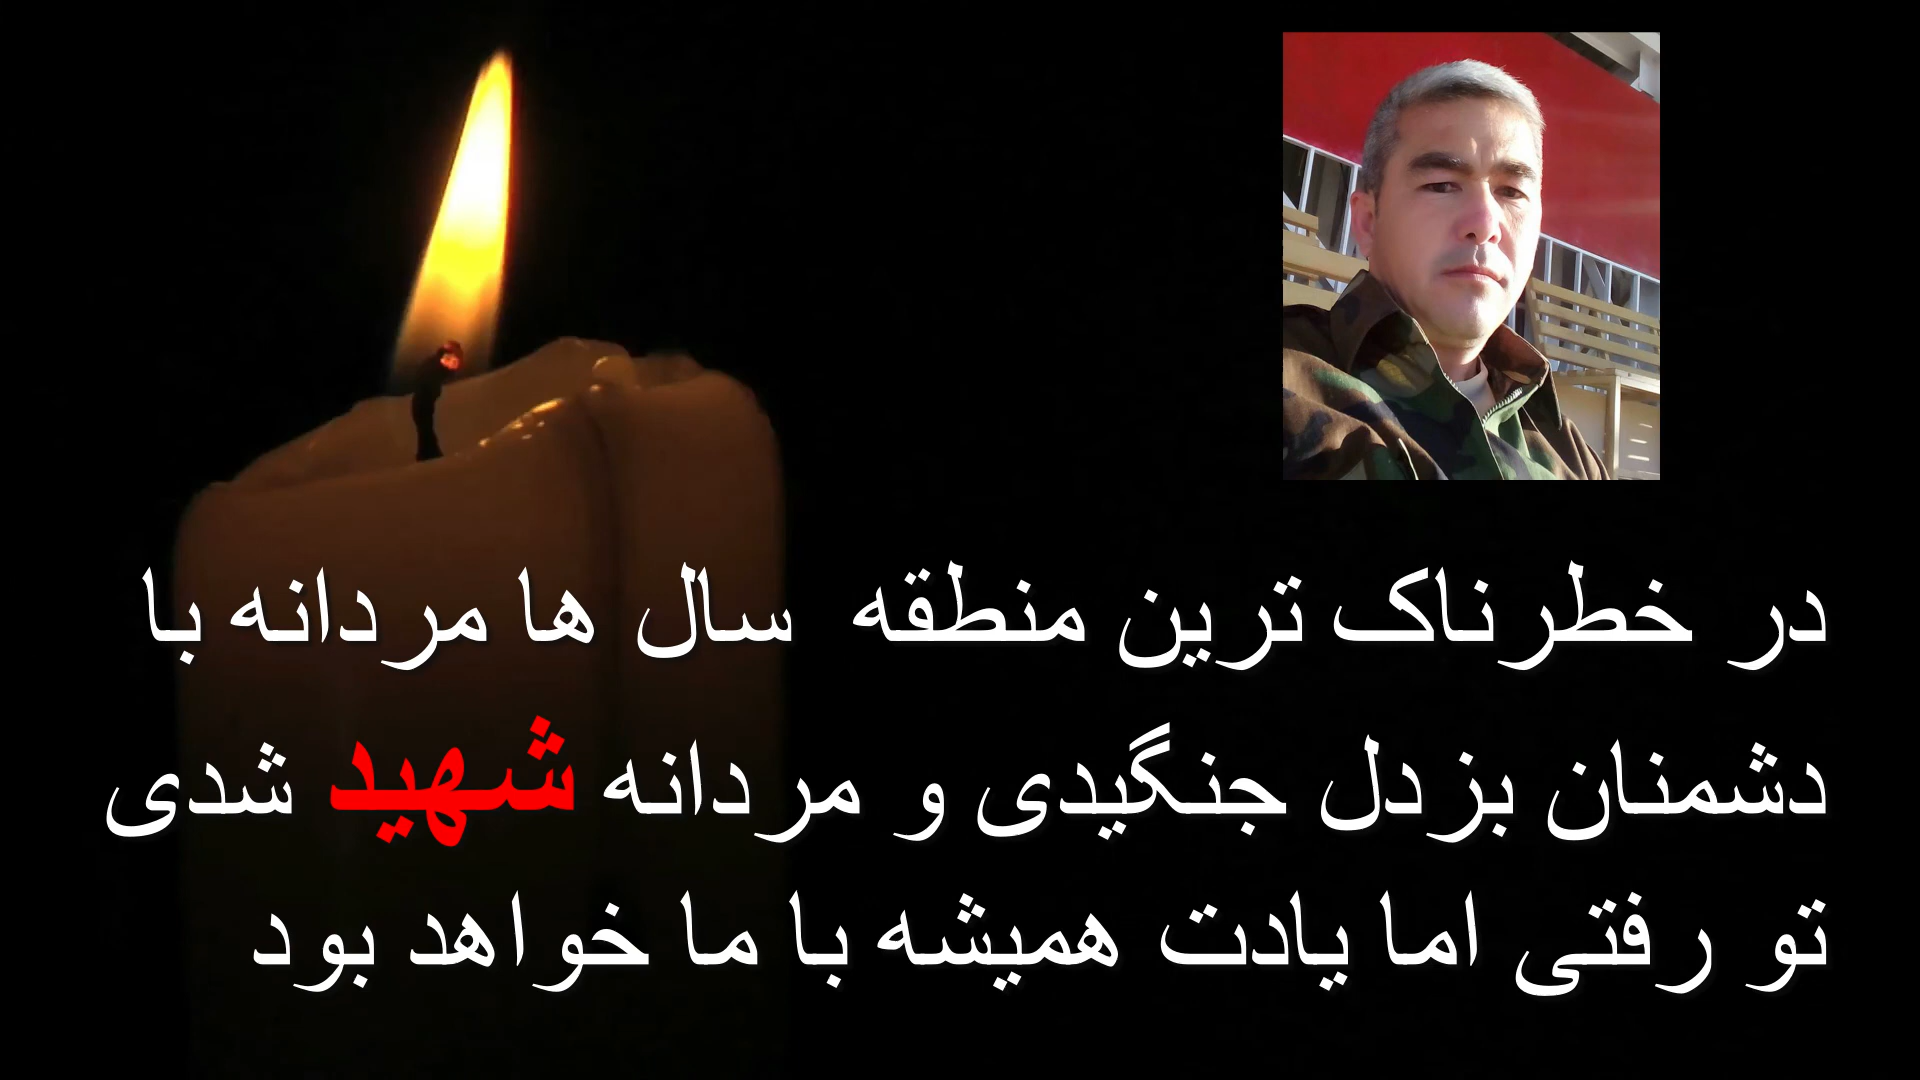 در خطرناک ترین منطقه سال ها مردانه با
دشمنان بزدل جنگیدی و مردانه شهید شدی
تو رفتی اما یادت همیشه با ما خواهد بود